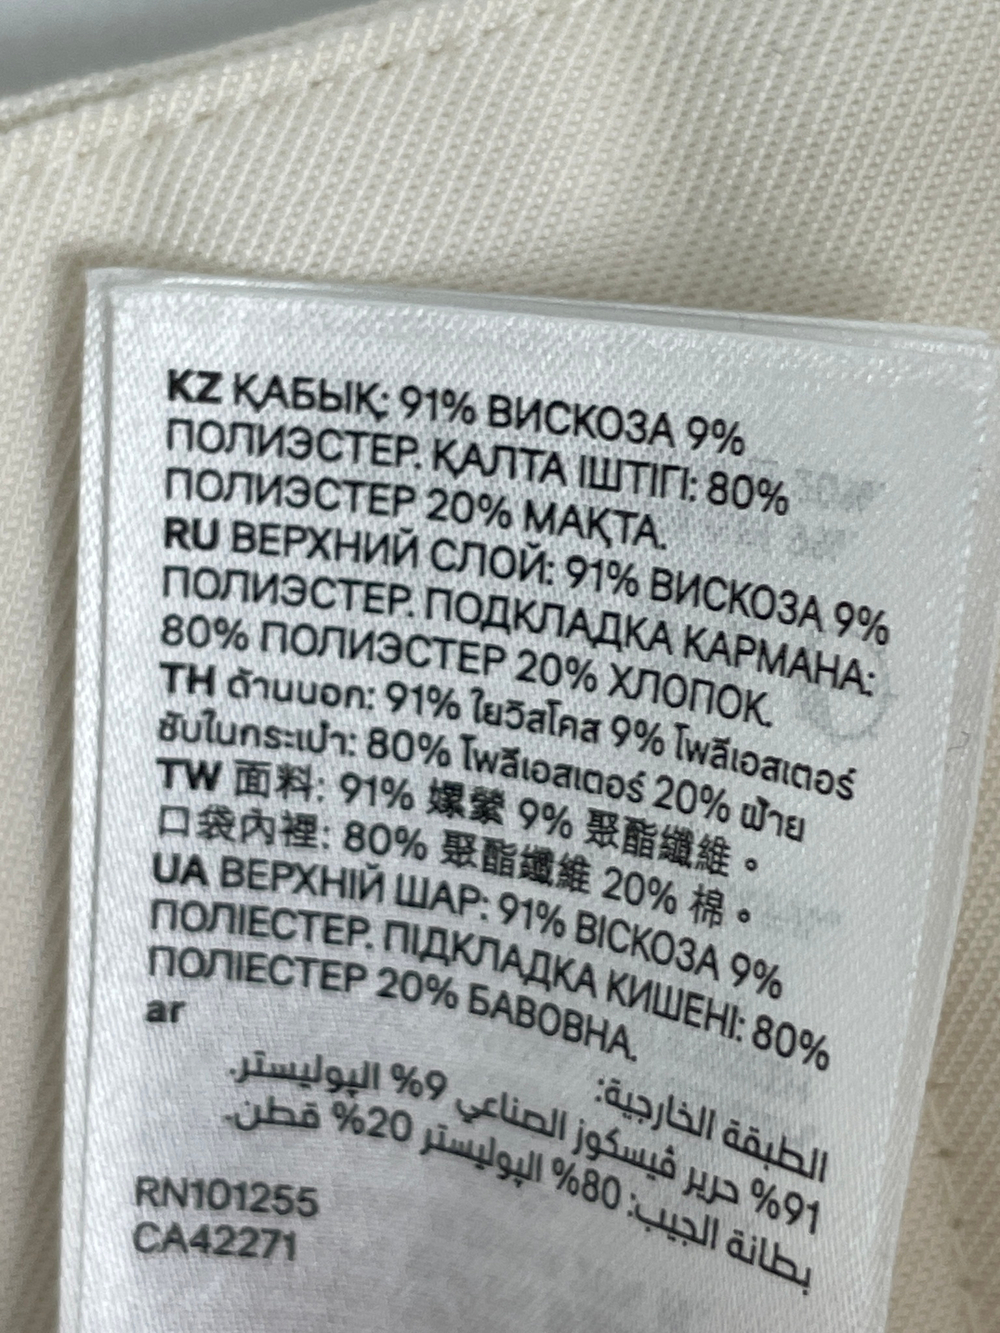 KZ ҚАБЫҚ: 91% ВИСКОЗА 9%
ПОЛИЭСТЕР. ҚАЛТА ІШТІГІ: 80%
ПОЛИЭСТЕР 20% МАҚТА.
RU ВЕРХНИЙ СЛОЙ: 91% ВИСКОЗА 9%
ПОЛИЭСТЕР. ПОДКЛАДКА КАРМАНА:
80% ПОЛИЭСТЕР 20% ХЛОПОК.
TH ด้านนอก: 91% ใยวิสโคส 9% โพลีเอสเตอร์
ซับในกระเป๋า: 80% โพลีเอสเตอร์ 20% ฝ้าย
TW 面料: 91% 嫘縈 9% 聚酯纖維。
口袋內裡: 80% 聚酯纖維 20% 棉。
UA ВЕРХНІЙ ШАР: 91% ВІСКОЗА 9%
ПОЛІЕСТЕР. ПІДКЛАДКА КИШЕНІ: 80%
ПОЛІЕСТЕР 20% БАВОВНА.
ar
الطبقة الخارجية:
91% حرير ڤيسكوز الصناعي 9% البوليستر.
بطانة الجيب: 80% البوليستر 20% قطن.
RN101255
CA42271